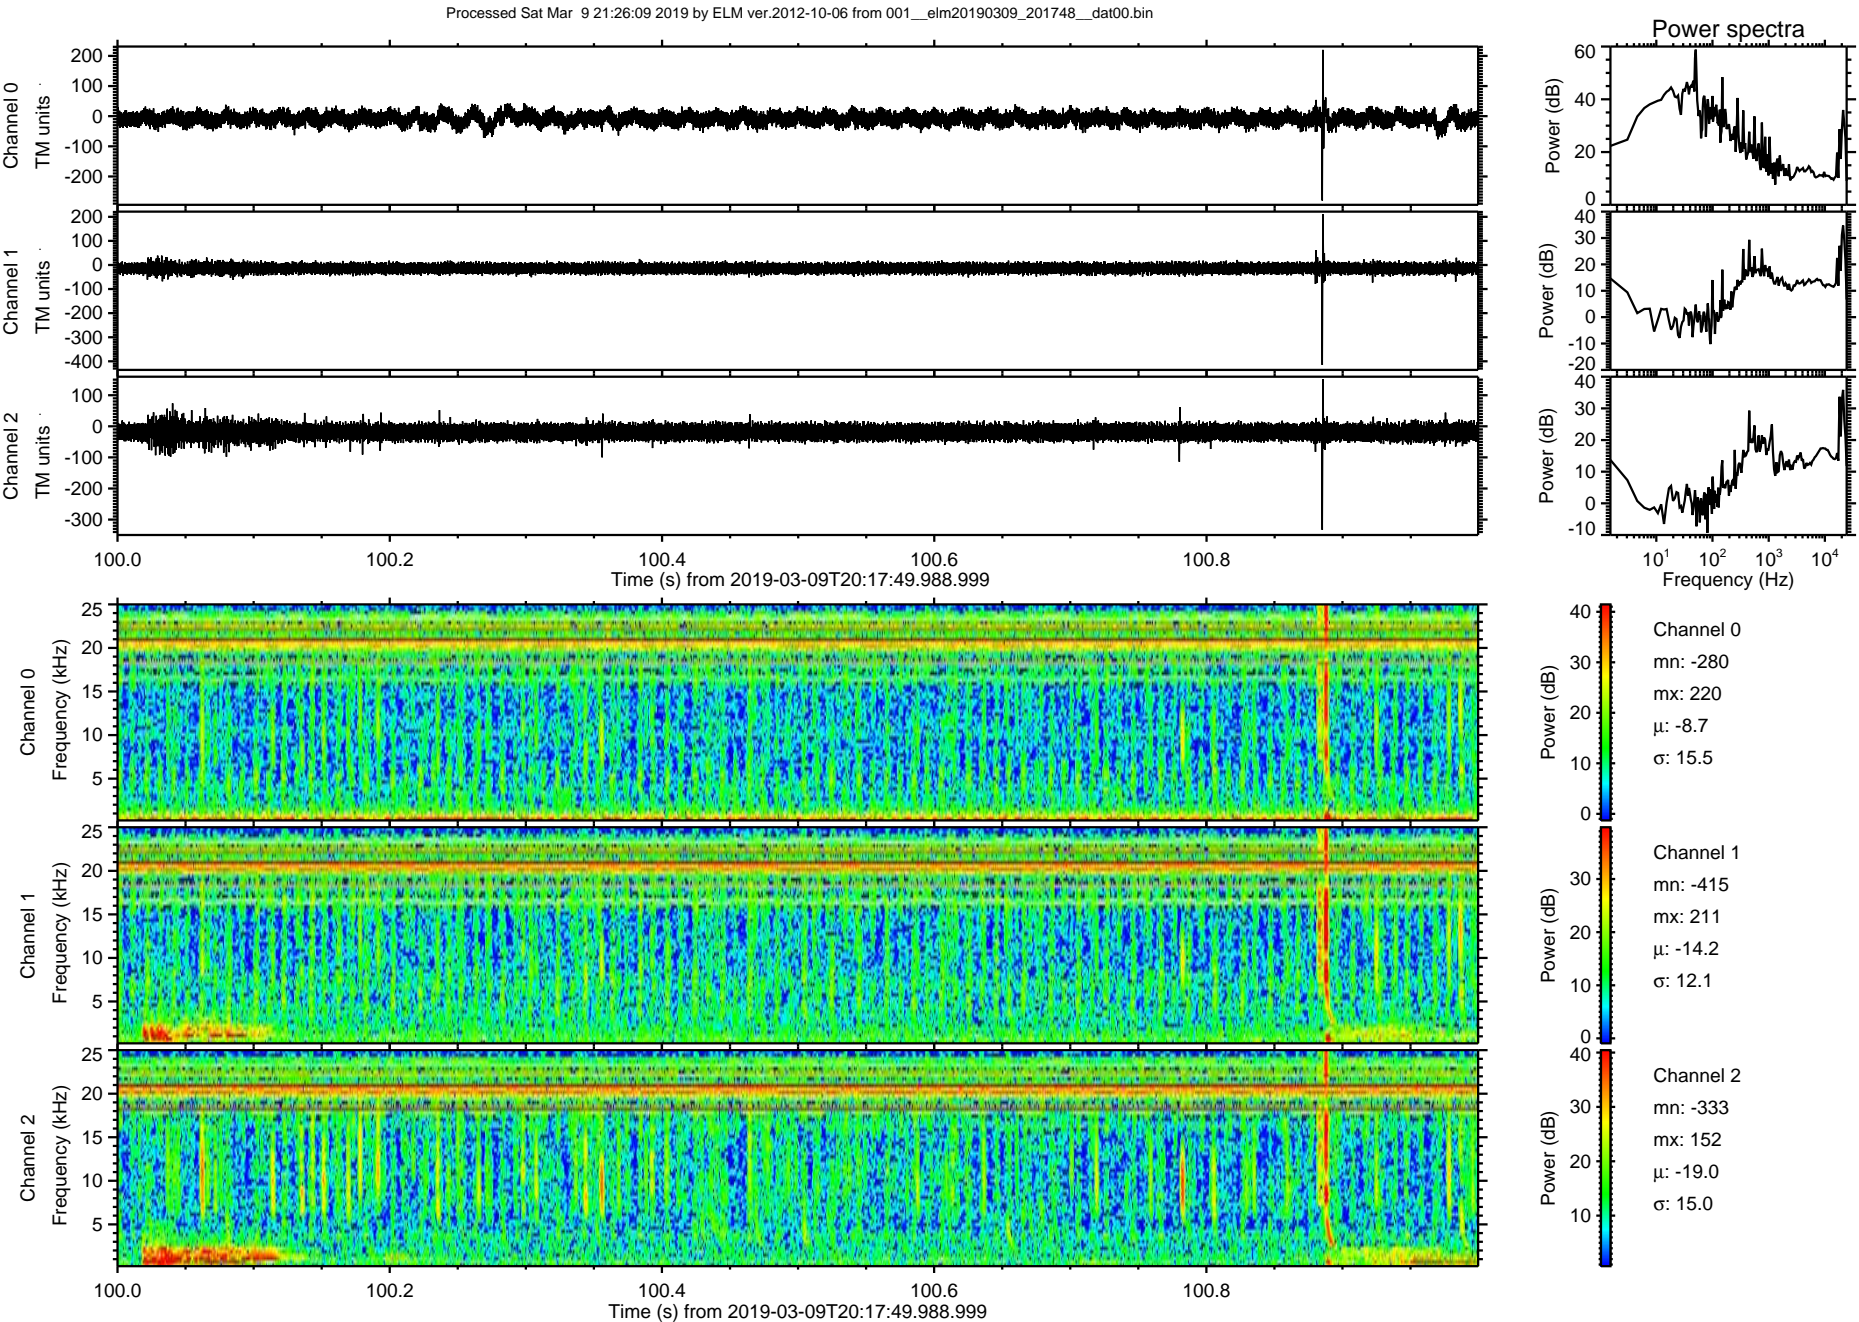 Processed Sat Mar  9 21:26:09 2019 by ELM ver.2012-10-06 from 001__elm20190309_201748__dat00.bin
Power spectra
Channel 0
TM units
200
100
0
-100
-200
Power (dB)
60
40
20
0
Channel 1
TM units
200
100
0
-100
-200
-300
-400
Power (dB)
40
30
20
10
0
-10
-20
Channel 2
TM units
100
0
-100
-200
-300
Power (dB)
40
30
20
10
0
-10
100.0 100.2 100.4 100.6 100.8
Time (s) from 2019-03-09T20:17:49.988.999
10^1 10^2 10^3 10^4
Frequency (Hz)
Channel 0
Frequency (kHz)
25
20
15
10
5
Power (dB)
40
30
20
10
0
Channel 0
mn: -280
mx: 220
μ: -8.7
σ: 15.5
Channel 1
Frequency (kHz)
25
20
15
10
5
Power (dB)
30
20
10
0
Channel 1
mn: -415
mx: 211
μ: -14.2
σ: 12.1
Channel 2
Frequency (kHz)
25
20
15
10
5
Power (dB)
40
30
20
10
Channel 2
mn: -333
mx: 152
μ: -19.0
σ: 15.0
100.0 100.2 100.4 100.6 100.8
Time (s) from 2019-03-09T20:17:49.988.999